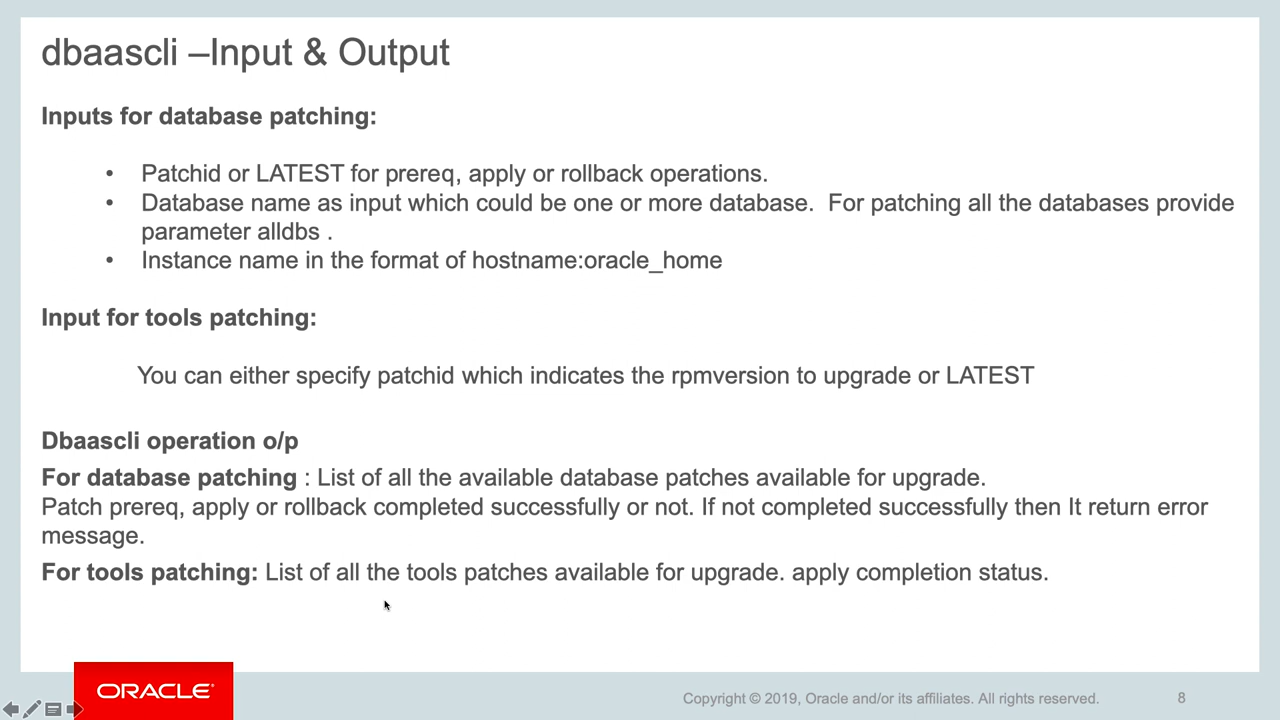 dbaascli –Input & Output
Inputs for database patching:
• Patchid or LATEST for prereq, apply or rollback operations.
• Database name as input which could be one or more database.  For patching all the databases provide
parameter alldbs .
• Instance name in the format of hostname:oracle_home
Input for tools patching:
You can either specify patchid which indicates the rpmversion to upgrade or LATEST
Dbaascli operation o/p
For database patching : List of all the available database patches available for upgrade.
Patch prereq, apply or rollback completed successfully or not. If not completed successfully then It return error
message.
For tools patching: List of all the tools patches available for upgrade. apply completion status.
ORACLE®
Copyright © 2019, Oracle and/or its affiliates. All rights reserved.
8